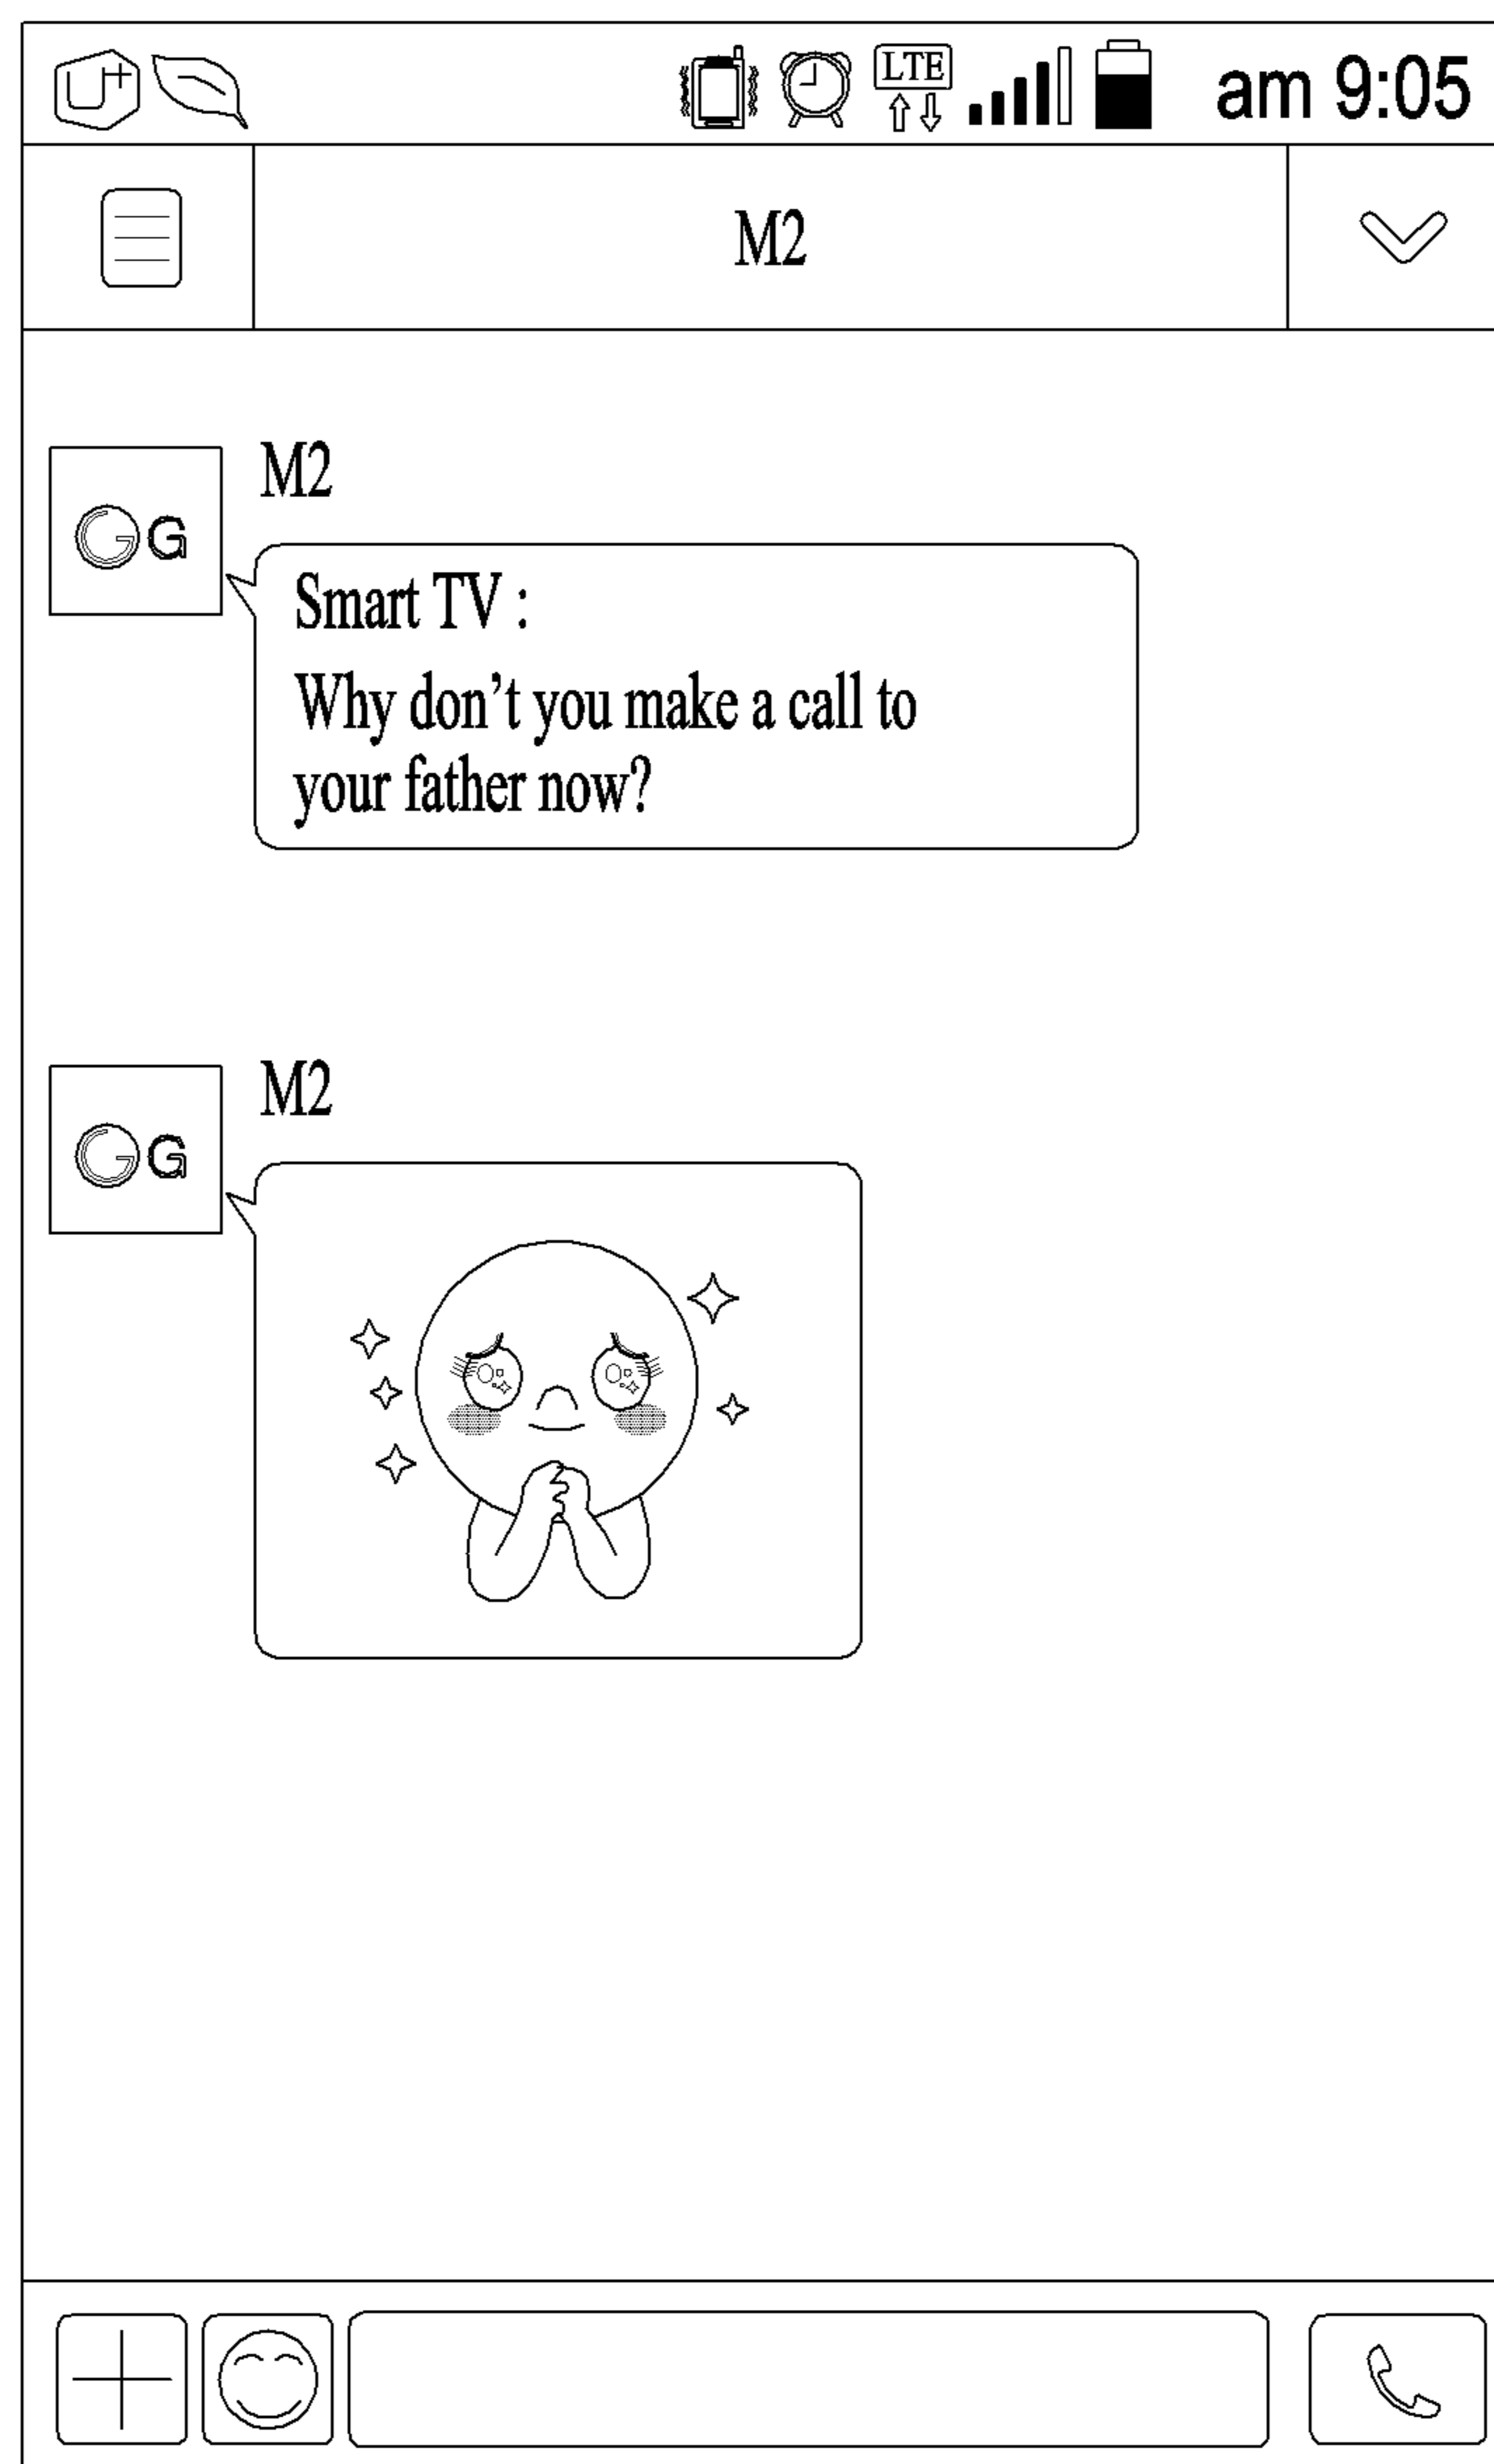 U+
LTE
am 9:05
M2
M2
G G
Smart TV :
Why don’t you make a call to
your father now?
M2
G G